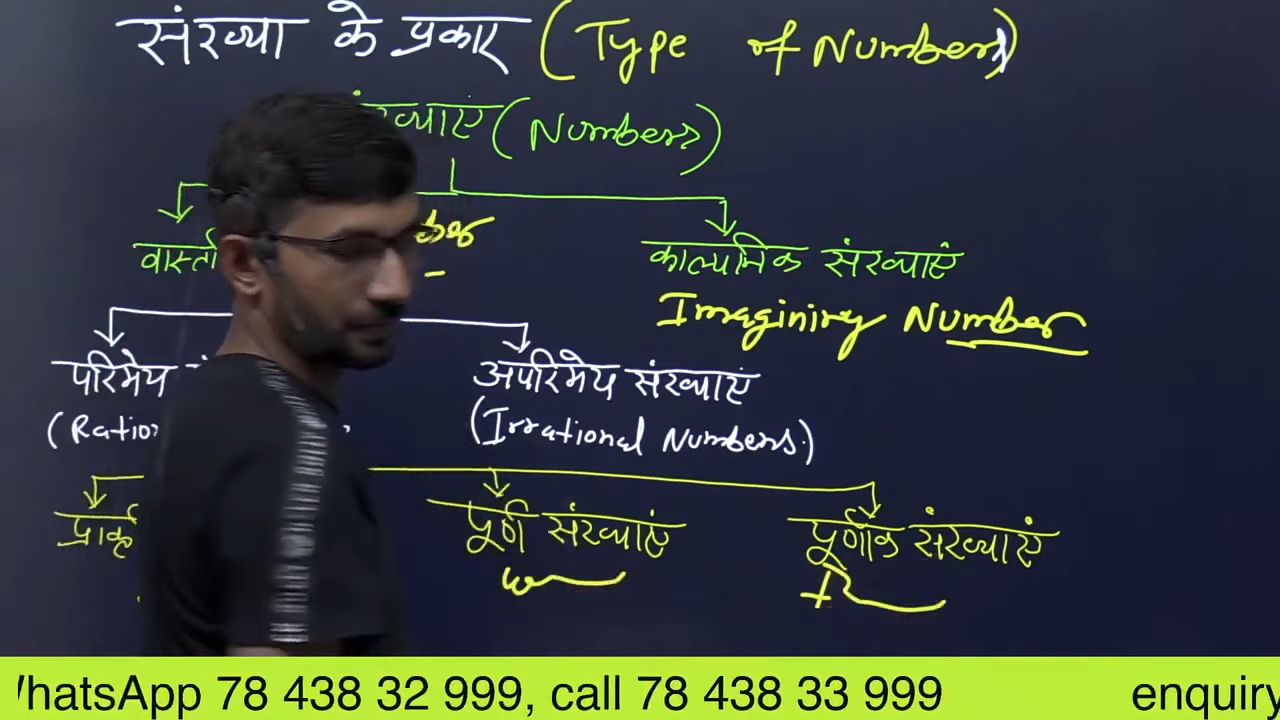 संख्या के प्रकार (Type of Numbers)
(Numbers)
काल्पनिक संख्याएं
Imaginiry Number
परिमेय
अपरिमेय संख्याएं
(Irrational Numbers)
पूर्ण संख्याएं
पूर्णांक संख्याएं
WhatsApp 78 438 32 999, call 78 438 33 999 enquiry